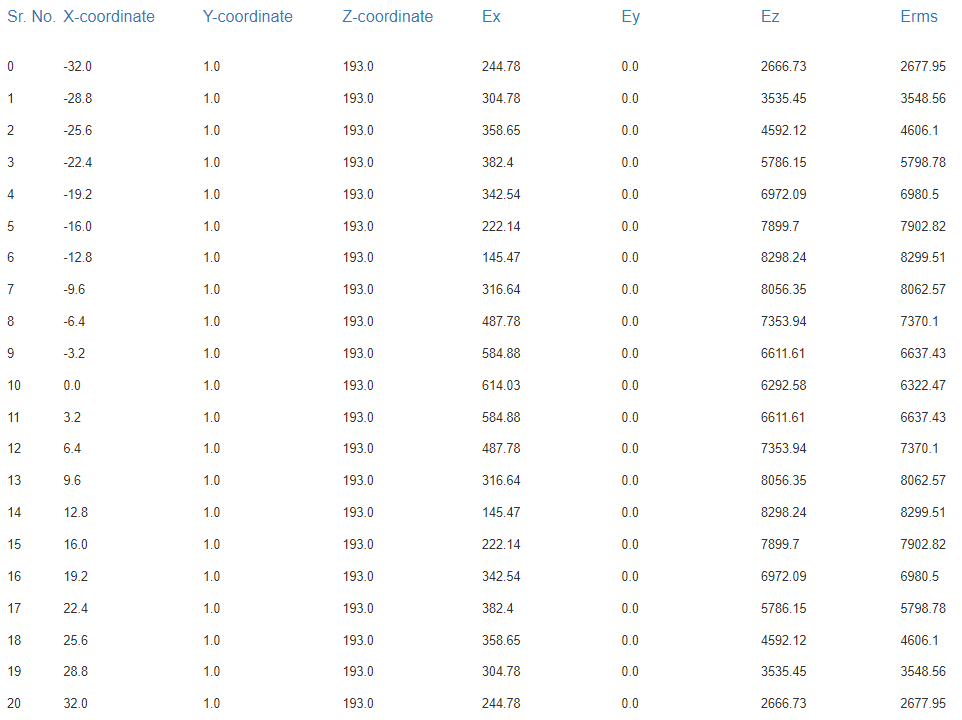 Sr. No. X-coordinate Y-coordinate Z-coordinate Ex Ey Ez Erms
0 -32.0 1.0 193.0 244.78 0.0 2666.73 2677.95
1 -28.8 1.0 193.0 304.78 0.0 3535.45 3548.56
2 -25.6 1.0 193.0 358.65 0.0 4592.12 4606.1
3 -22.4 1.0 193.0 382.4 0.0 5786.15 5798.78
4 -19.2 1.0 193.0 342.54 0.0 6972.09 6980.5
5 -16.0 1.0 193.0 222.14 0.0 7899.7 7902.82
6 -12.8 1.0 193.0 145.47 0.0 8298.24 8299.51
7 -9.6 1.0 193.0 316.64 0.0 8056.35 8062.57
8 -6.4 1.0 193.0 487.78 0.0 7353.94 7370.1
9 -3.2 1.0 193.0 584.88 0.0 6611.61 6637.43
10 0.0 1.0 193.0 614.03 0.0 6292.58 6322.47
11 3.2 1.0 193.0 584.88 0.0 6611.61 6637.43
12 6.4 1.0 193.0 487.78 0.0 7353.94 7370.1
13 9.6 1.0 193.0 316.64 0.0 8056.35 8062.57
14 12.8 1.0 193.0 145.47 0.0 8298.24 8299.51
15 16.0 1.0 193.0 222.14 0.0 7899.7 7902.82
16 19.2 1.0 193.0 342.54 0.0 6972.09 6980.5
17 22.4 1.0 193.0 382.4 0.0 5786.15 5798.78
18 25.6 1.0 193.0 358.65 0.0 4592.12 4606.1
19 28.8 1.0 193.0 304.78 0.0 3535.45 3548.56
20 32.0 1.0 193.0 244.78 0.0 2666.73 2677.95